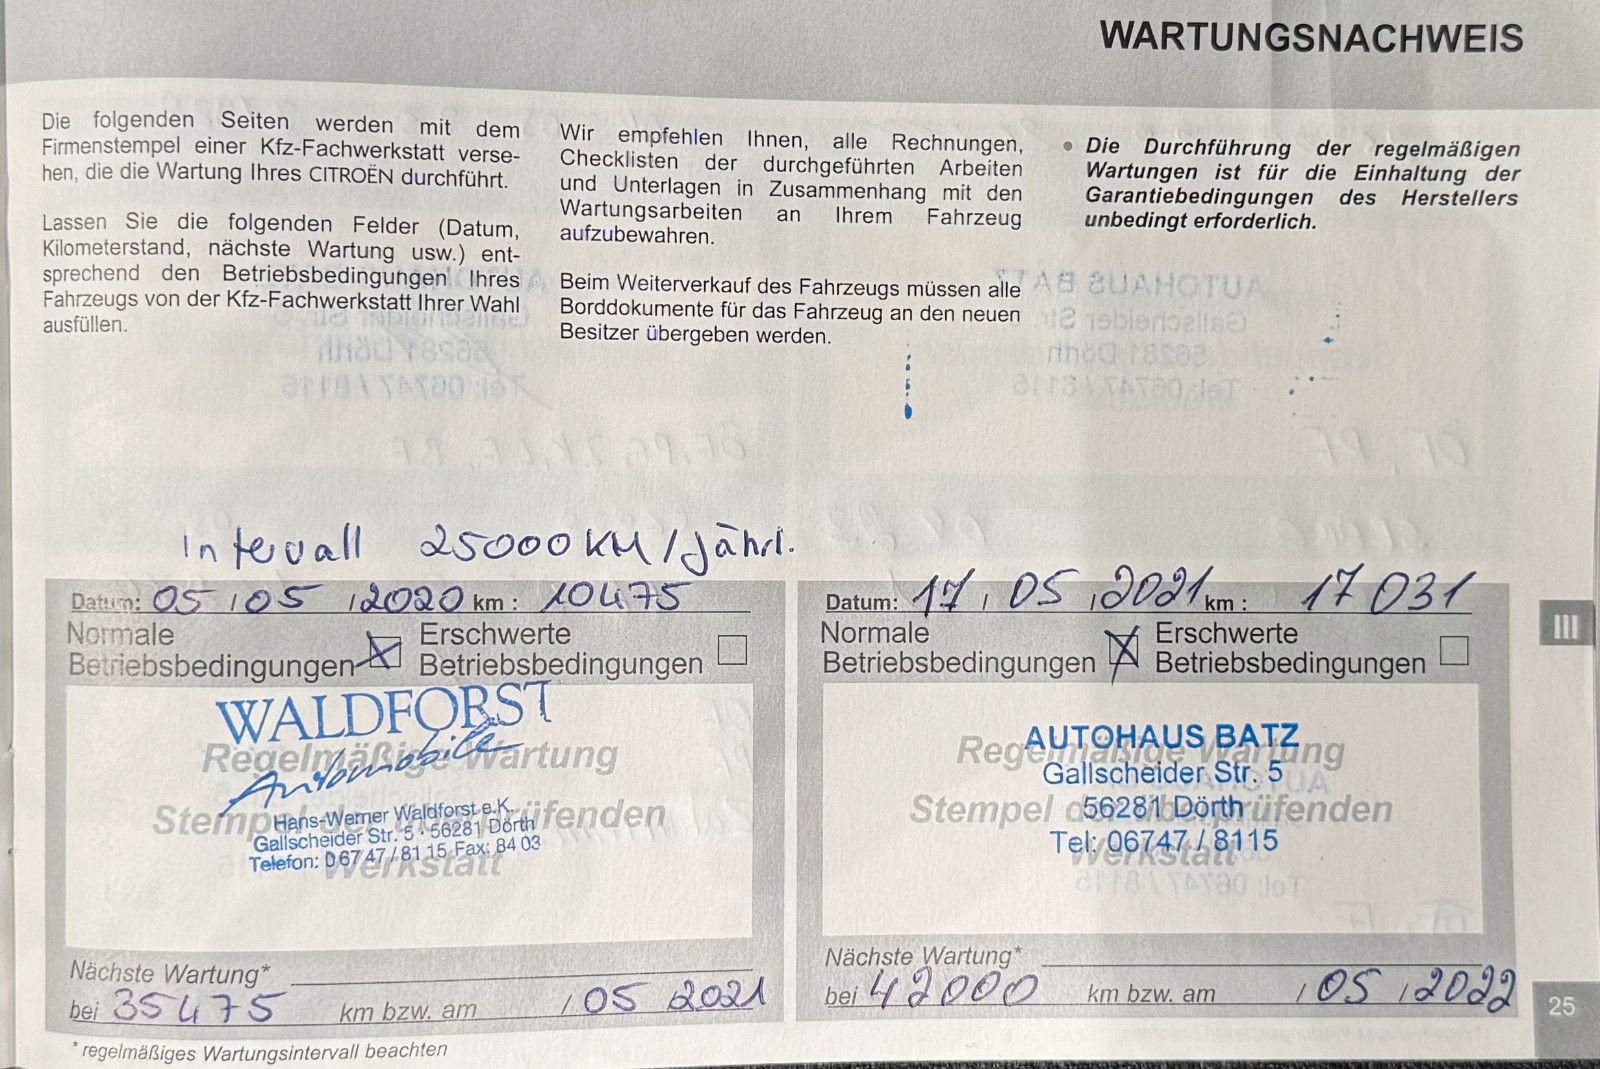 WARTUNGSNACHWEIS
Die folgenden Seiten werden mit dem
Firmenstempel einer Kfz-Fachwerkstatt verse-
hen, die die Wartung Ihres CITROËN durchführt.
Lassen Sie die folgenden Felder (Datum,
Kilometerstand, nächste Wartung usw.) ent-
sprechend den Betriebsbedingungen Ihres
Fahrzeugs von der Kfz-Fachwerkstatt Ihrer Wahl
ausfüllen.
Wir empfehlen Ihnen, alle Rechnungen,
Checklisten der durchgeführten Arbeiten
und Unterlagen in Zusammenhang mit den
Wartungsarbeiten an Ihrem Fahrzeug
aufzubewahren.
Beim Weiterverkauf des Fahrzeugs müssen alle
Borddokumente für das Fahrzeug an den neuen
Besitzer übergeben werden.
• Die Durchführung der regelmäßigen
Wartungen ist für die Einhaltung der
Garantiebedingungen des Herstellers
unbedingt erforderlich.
Intervall 25000 KM/jährl.
Datum: 05 / 05 / 2020 km : 10475
Normale
Betriebsbedingungen
Erschwerte
Betriebsbedingungen
WALDFORST
Automobile
Regelmäßige Wartung
Stempel der überprüfenden
Werkstatt
Hans-Werner Waldforst e.K.
Gallscheider Str. 5 · 56281 Dörth
Telefon: 0 67 47 / 81 15 Fax: 84 03
Nächste Wartung*
bei 35475 km bzw. am / 05 2021
* regelmäßiges Wartungsintervall beachten
Datum: 17 / 05 / 2021 km : 17 031
Normale
Betriebsbedingungen
Erschwerte
Betriebsbedingungen
AUTOHAUS BATZ
Regelmäßige Wartung
Gallscheider Str. 5
Stempel der überprüfenden
56281 Dörth
Tel: 06747 / 8115
Werkstatt
Nächste Wartung*
bei 42000 km bzw. am / 05 / 2022
III
25